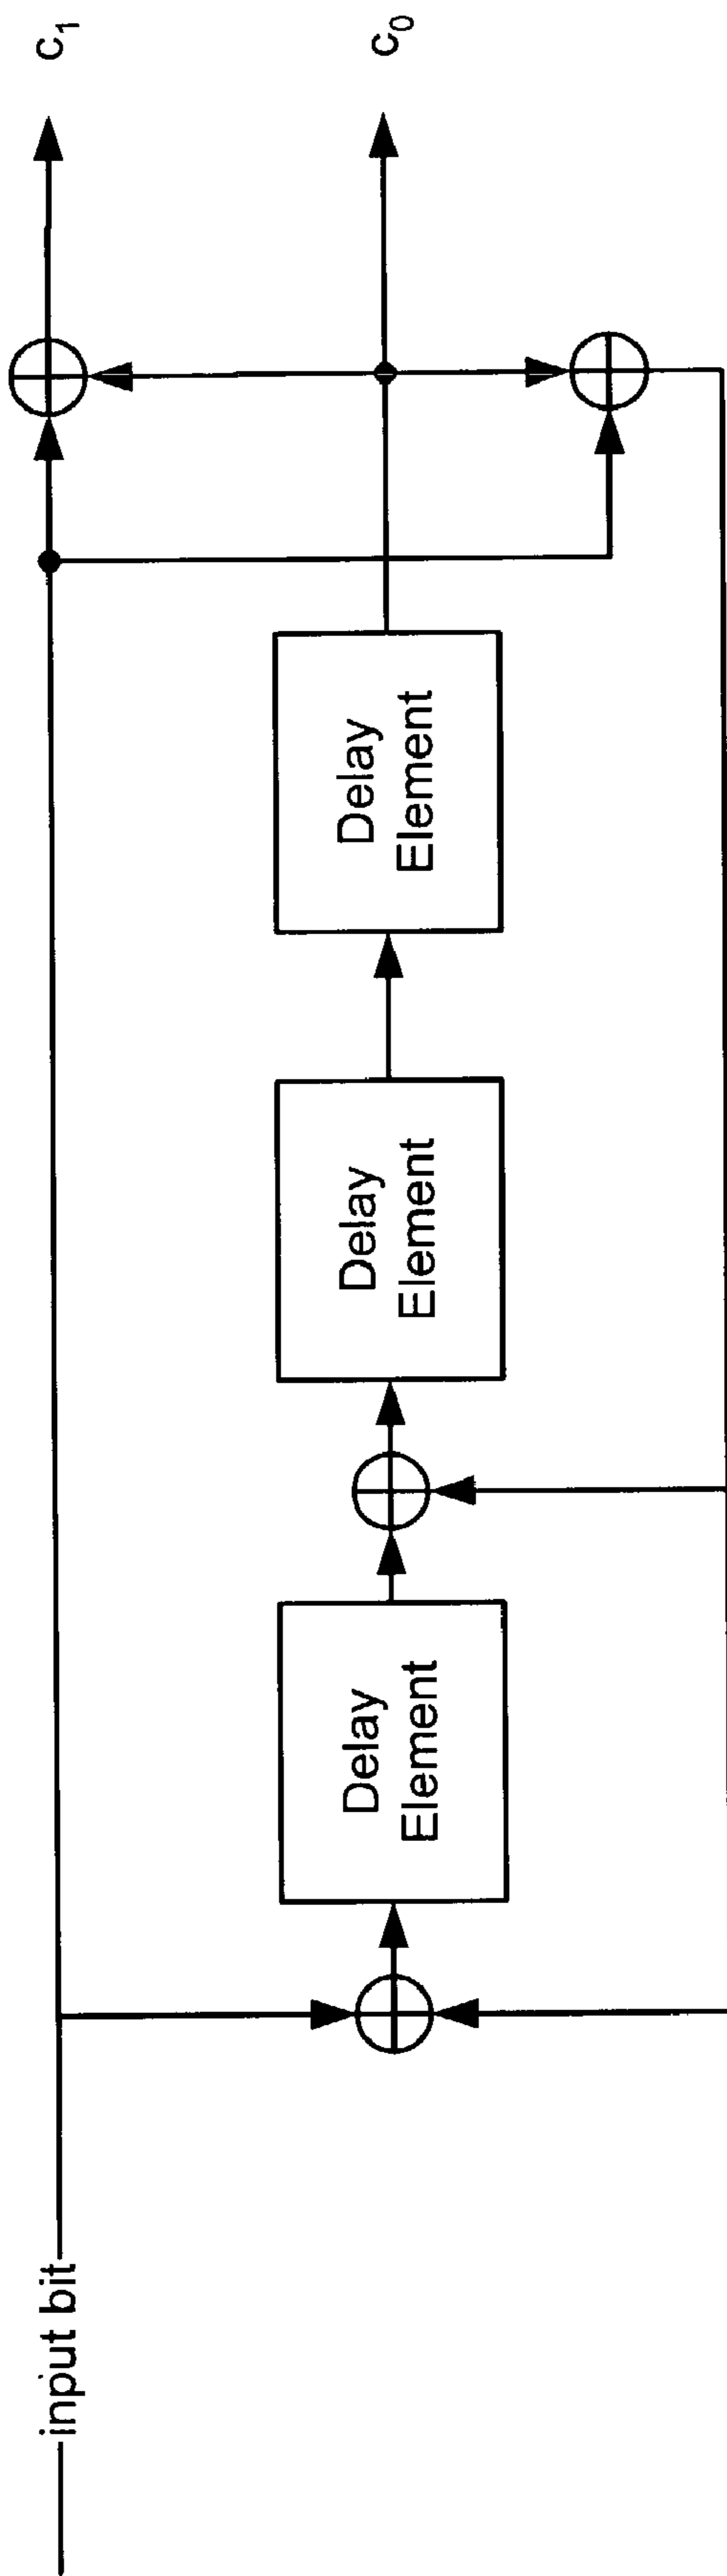 input bit
Delay
Element
Delay
Element
Delay
Element
c1
c0